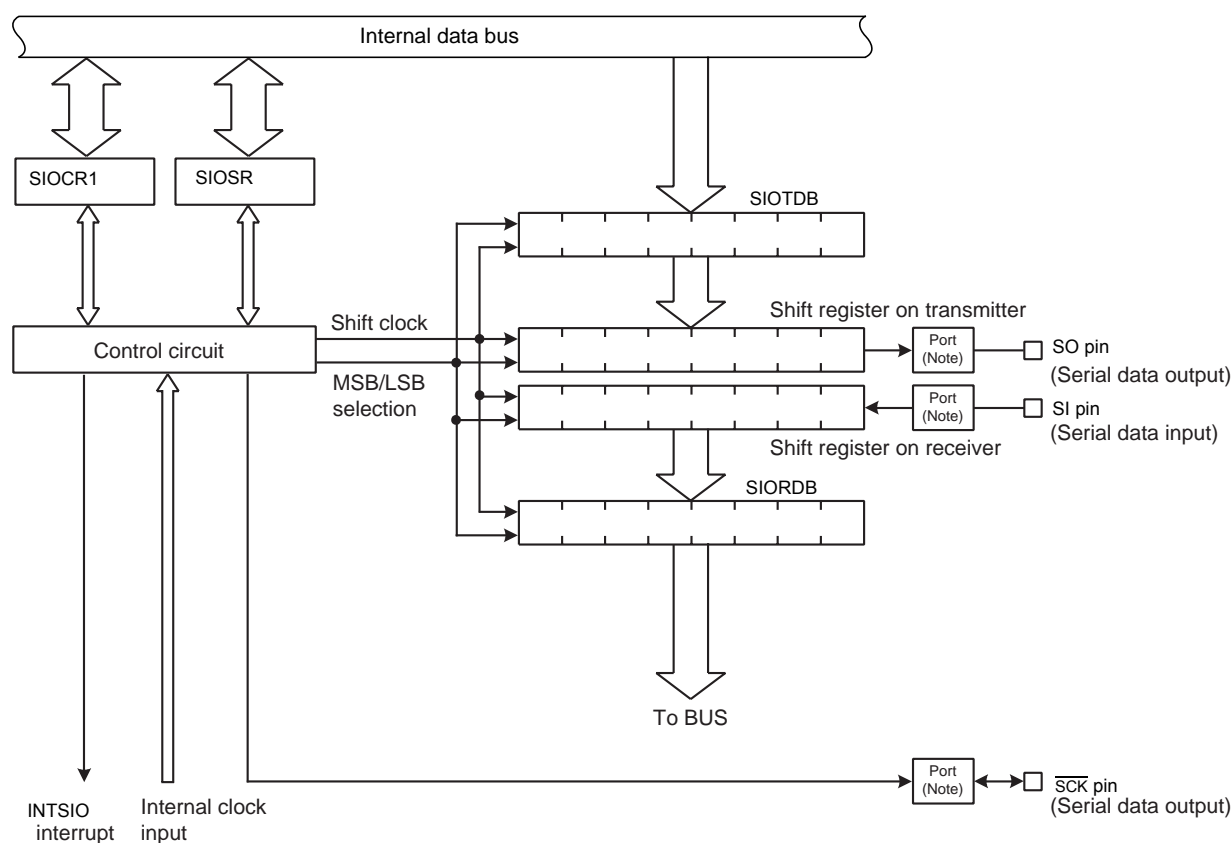 Internal data bus
SIOCR1
SIOSR
SIOTDB
Shift clock
Control circuit
MSB/LSB
selection
Shift register on transmitter
Port
(Note)
SO pin
(Serial data output)
Port
(Note)
SI pin
(Serial data input)
Shift register on receiver
SIORDB
To BUS
INTSIO
interrupt
Internal clock
input
Port
(Note)
SCK pin
(Serial data output)